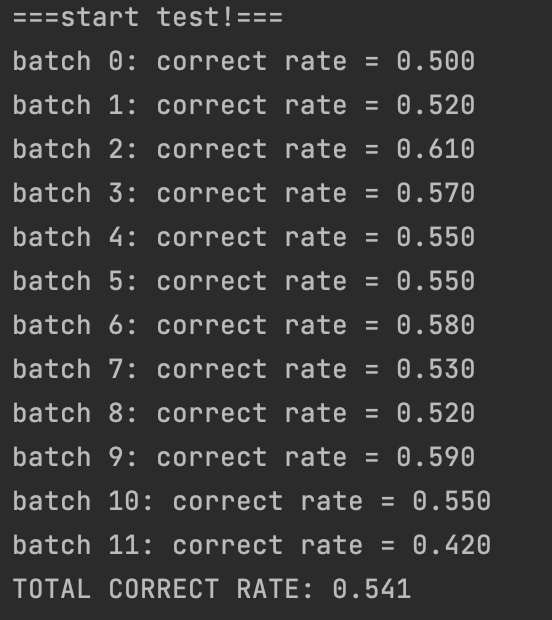 ===start test!===
batch 0: correct rate = 0.500
batch 1: correct rate = 0.520
batch 2: correct rate = 0.610
batch 3: correct rate = 0.570
batch 4: correct rate = 0.550
batch 5: correct rate = 0.550
batch 6: correct rate = 0.580
batch 7: correct rate = 0.530
batch 8: correct rate = 0.520
batch 9: correct rate = 0.590
batch 10: correct rate = 0.550
batch 11: correct rate = 0.420
TOTAL CORRECT RATE: 0.541